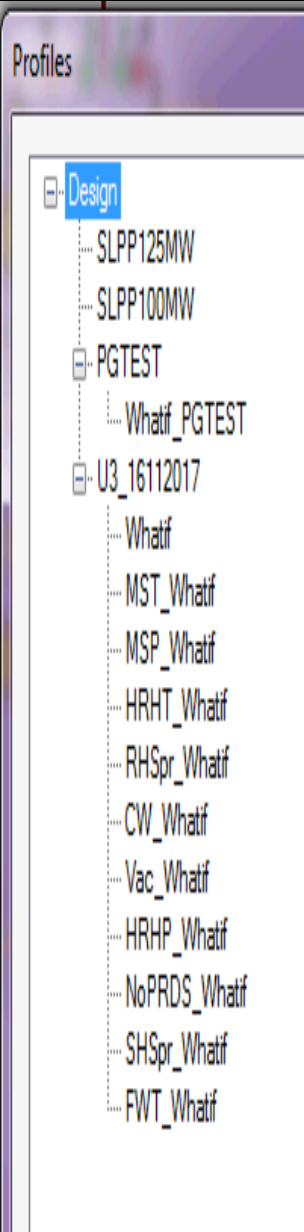 Profiles
Design
SLPP125MW
SLPP100MW
PGTEST
Whatif_PGTEST
U3_16112017
Whatif
MST_Whatif
MSP_Whatif
HRHT_Whatif
RHSpr_Whatif
CW_Whatif
Vac_Whatif
HRHP_Whatif
NoPRDS_Whatif
SHSpr_Whatif
FWT_Whatif